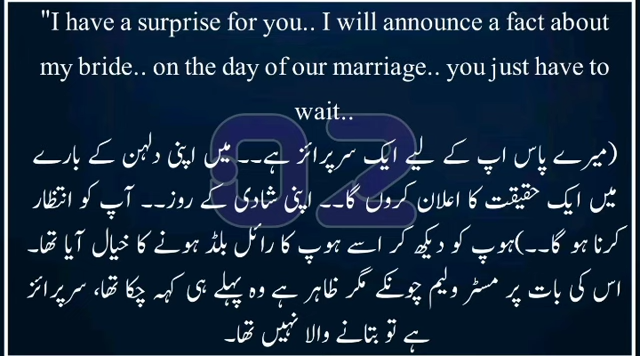 "I have a surprise for you.. I will announce a fact about
my bride.. on the day of our marriage.. you just have to
wait..
(میرے پاس اپ کے لیے ایک سرپرائز ہے۔۔ میں اپنی دلہن کے بارے
میں ایک حقیقت کا اعلان کروں گا۔۔ اپنی شادی کے روز۔۔ آپ کو انتظار
کرنا ہو گا۔۔)ہوپ کو دیکھ کر اسے ہوپ کا رائل بلڈ ہونے کا خیال آیا تھا۔
اس کی بات پر مسٹر ولیم چونکے مگر ظاہر ہے وہ پہلے ہی کہہ چکا تھا، سرپرائز
ہے تو بتانے والا نہیں تھا۔
OZ